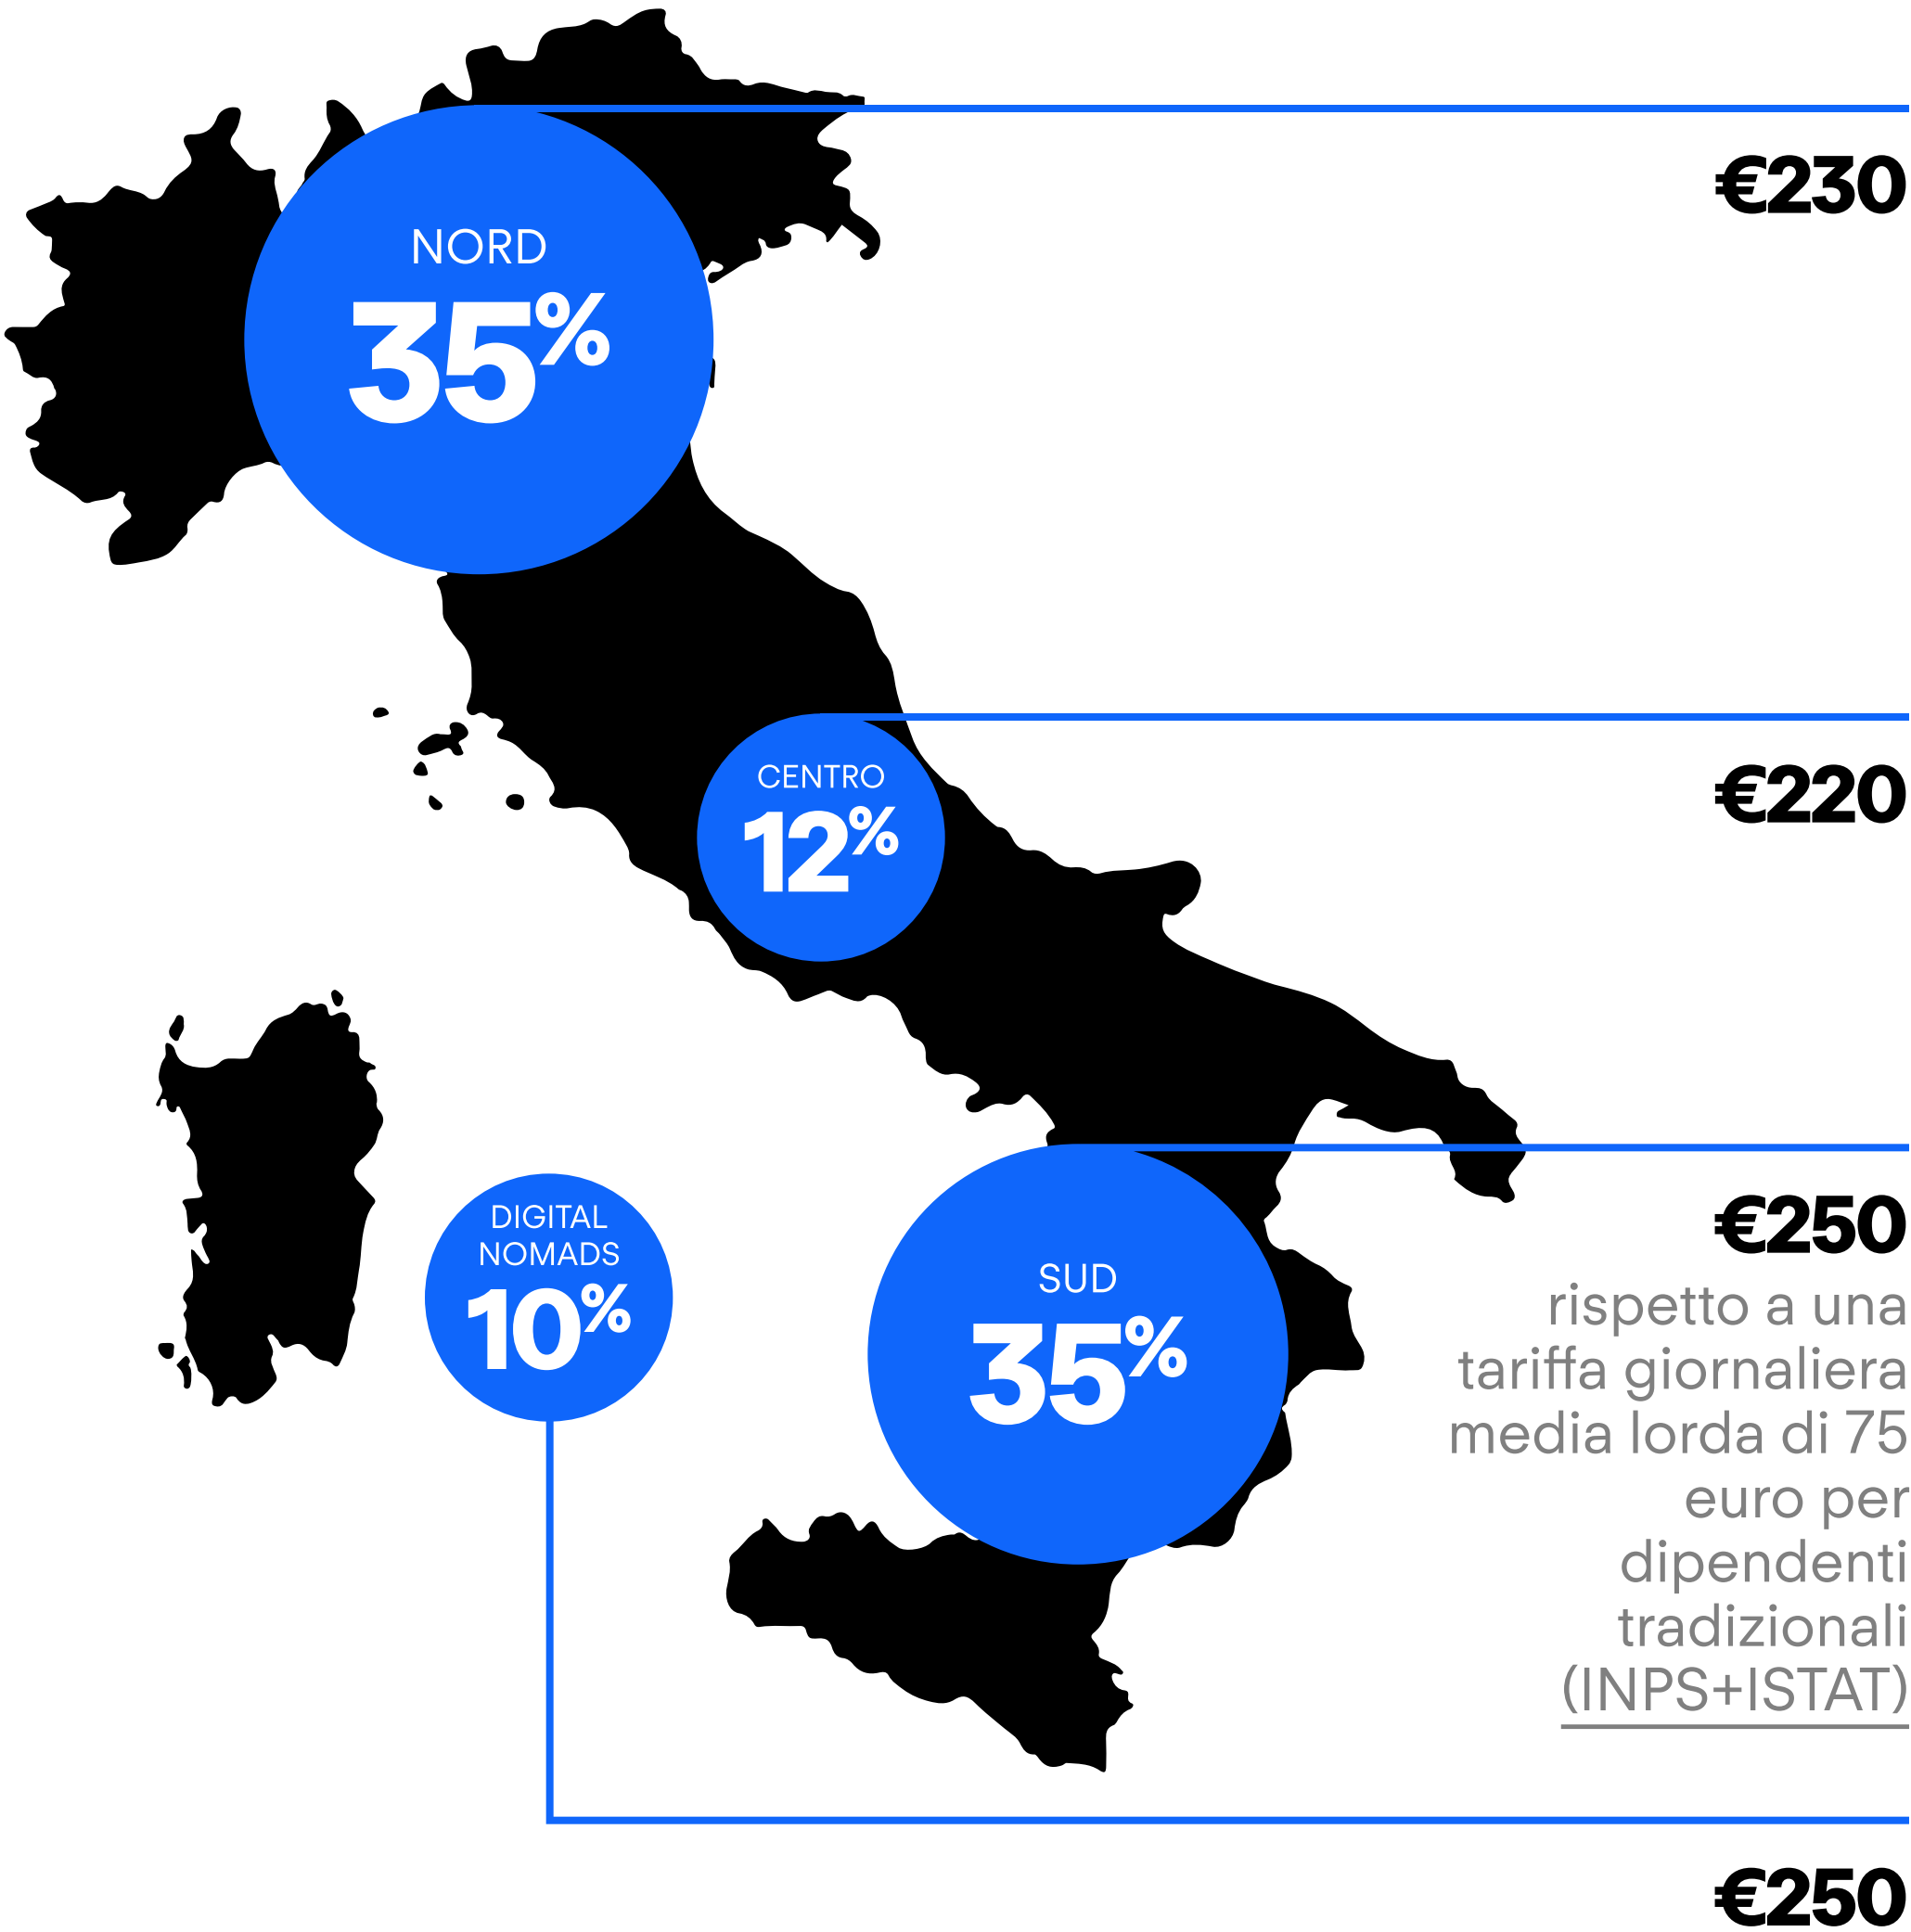 €230
NORD
35%
€220
CENTRO
12%
€250
rispetto a una
tariffa giornaliera
media lorda di 75
euro per
dipendenti
tradizionali
(INPS+ISTAT)
DIGITAL
NOMADS
10%
SUD
35%
€250